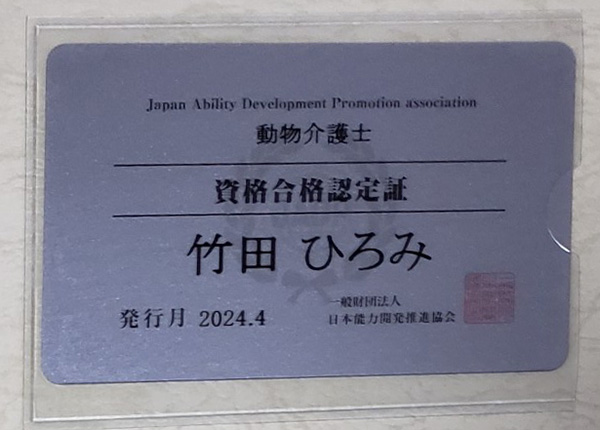 Japan Ability Development Promotion association
動物介護士
資格合格認定証
竹田 ひろみ
発行月 2024.4
一般財団法人
日本能力開発推進協会